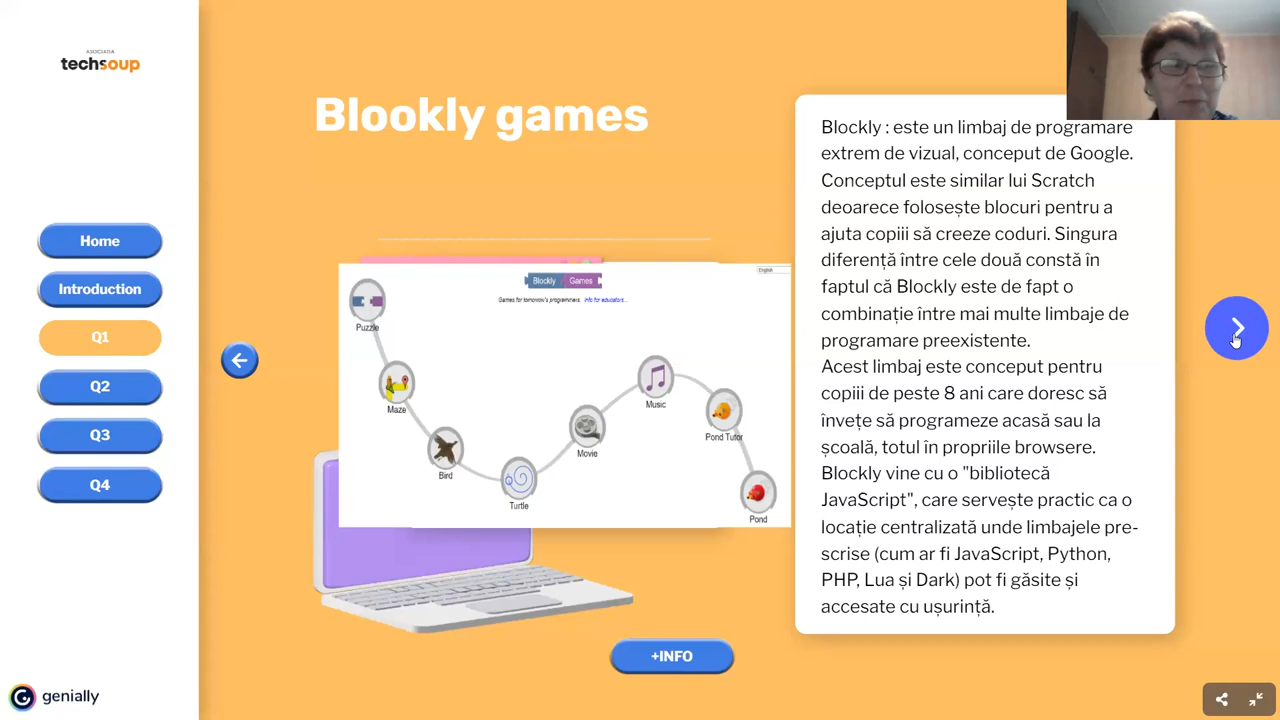 ASOCIAȚIA
techsoup
Home
Introduction
Q1
Q2
Q3
Q4
genially
Blookly games
Blockly Games
English
Games for tomorrow's programmers. Info for educators...
Puzzle
Maze
Bird
Turtle
Movie
Music
Pond Tutor
Pond
+INFO
Blockly : este un limbaj de programare
extrem de vizual, conceput de Google.
Conceptul este similar lui Scratch
deoarece folosește blocuri pentru a
ajuta copiii să creeze coduri. Singura
diferență între cele două constă în
faptul că Blockly este de fapt o
combinație între mai multe limbaje de
programare preexistente.
Acest limbaj este conceput pentru
copiii de peste 8 ani care doresc să
învețe să programeze acasă sau la
școală, totul în propriile browsere.
Blockly vine cu o "bibliotecă
JavaScript", care servește practic ca o
locație centralizată unde limbajele pre-
scrise (cum ar fi JavaScript, Python,
PHP, Lua și Dark) pot fi găsite și
accesate cu ușurință.